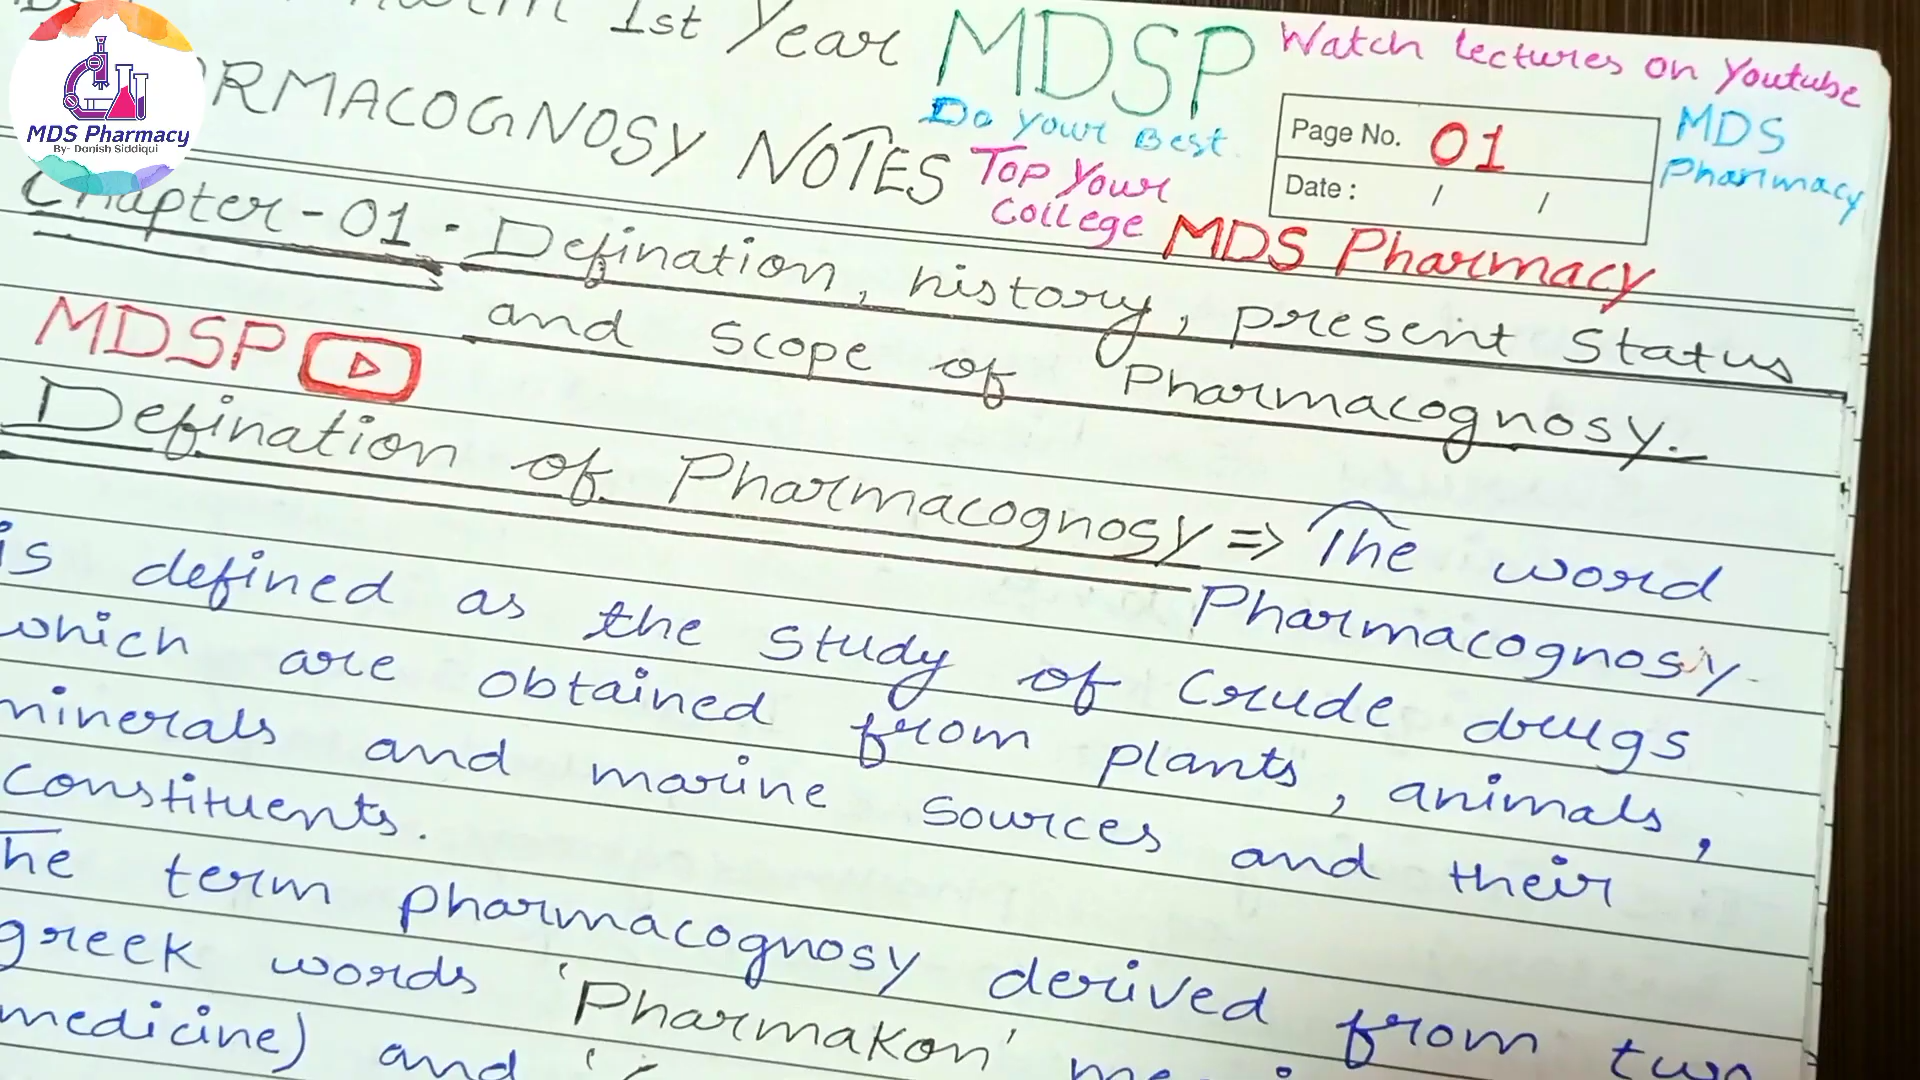 1st Year
MDSP
Watch lectures on Youtube
MDS Pharmacy
By- Danish Siddiqui
RMACOGNOSY NOTES
Do Your Best
Top Your
College
Page No. 01
Date : / /
MDS
Pharmacy
MDS Pharmacy
Chapter-01. Defination, history, present status
and scope of Pharmacognosy.
MDSP
Defination of Pharmacognosy ⇒ The word
Pharmacognosy
is defined as the study of Crude drugs
which are obtained from plants, animals,
minerals and marine sources and their
constituents.
The term pharmacognosy derived from two
greek words 'Pharmakon'
medicine) and